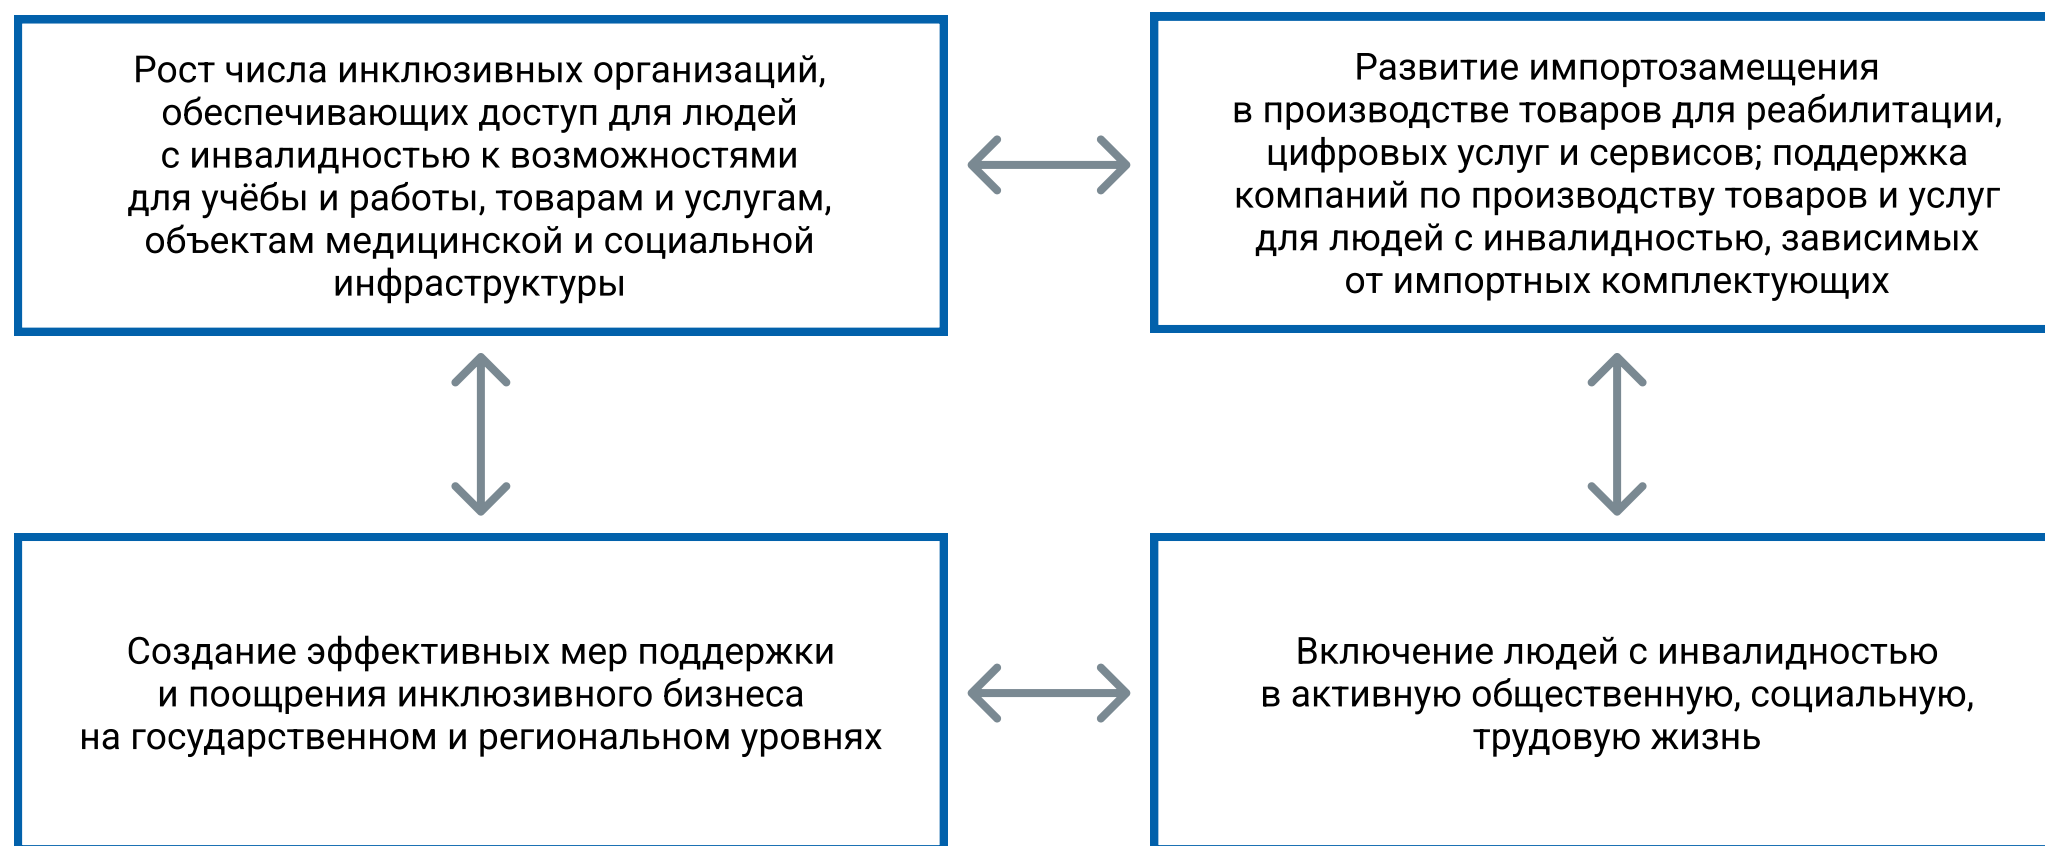 Рост числа инклюзивных организаций,
обеспечивающих доступ для людей
с инвалидностью к возможностями
для учёбы и работы, товарам и услугам,
объектам медицинской и социальной
инфраструктуры
Развитие импортозамещения
в производстве товаров для реабилитации,
цифровых услуг и сервисов; поддержка
компаний по производству товаров и услуг
для людей с инвалидностью, зависимых
от импортных комплектующих
Создание эффективных мер поддержки
и поощрения инклюзивного бизнеса
на государственном и региональном уровнях
Включение людей с инвалидностью
в активную общественную, социальную,
трудовую жизнь